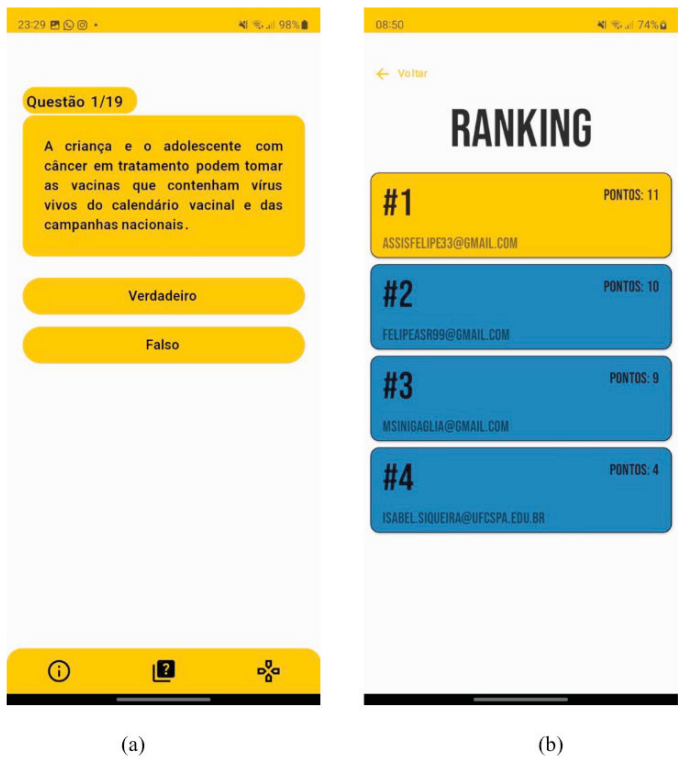 23:29
98%
Questão 1/19
A criança e o adolescente com
câncer em tratamento podem tomar
as vacinas que contenham vírus
vivos do calendário vacinal e das
campanhas nacionais.
Verdadeiro
Falso
(a)
08:50
74%
Voltar
RANKING
#1
PONTOS: 11
ASSISFELIPE33@GMAIL.COM
#2
PONTOS: 10
FELIPEASR99@GMAIL.COM
#3
PONTOS: 9
MSINIGAGLIA@GMAIL.COM
#4
PONTOS: 4
ISABEL.SIQUEIRA@UFCSPA.EDU.BR
(b)